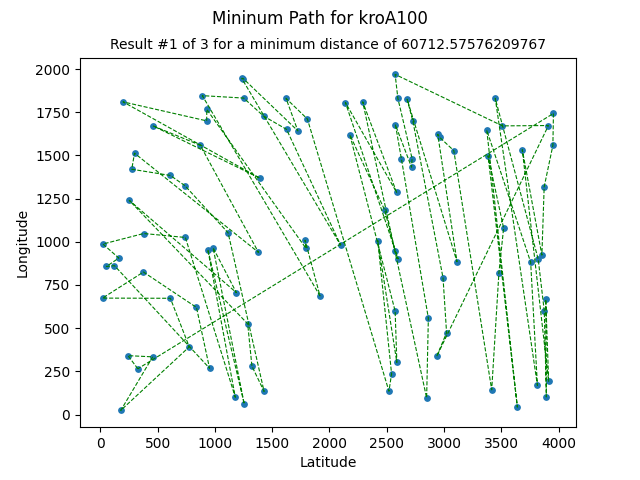 Mininum Path for kroA100
Result #1 of 3 for a minimum distance of 60712.57576209767
2000
1750
1500
1250
1000
750
500
250
0
Longitude
0 500 1000 1500 2000 2500 3000 3500 4000
Latitude